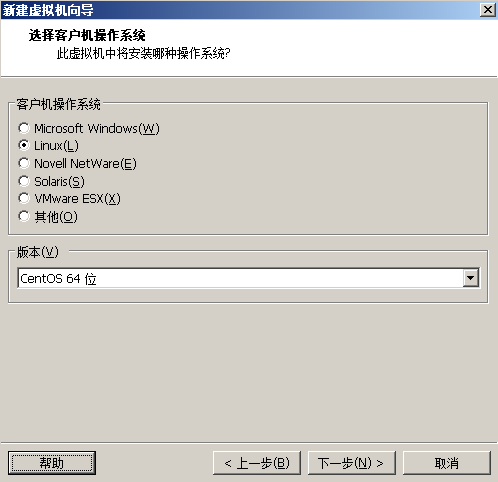 新建虚拟机向导
选择客户机操作系统
此虚拟机中将安装哪种操作系统?
客户机操作系统
Microsoft Windows(W)
Linux(L)
Novell NetWare(E)
Solaris(S)
VMware ESX(X)
其他(O)
版本(V)
CentOS 64 位
帮助
< 上一步(B)
下一步(N) >
取消